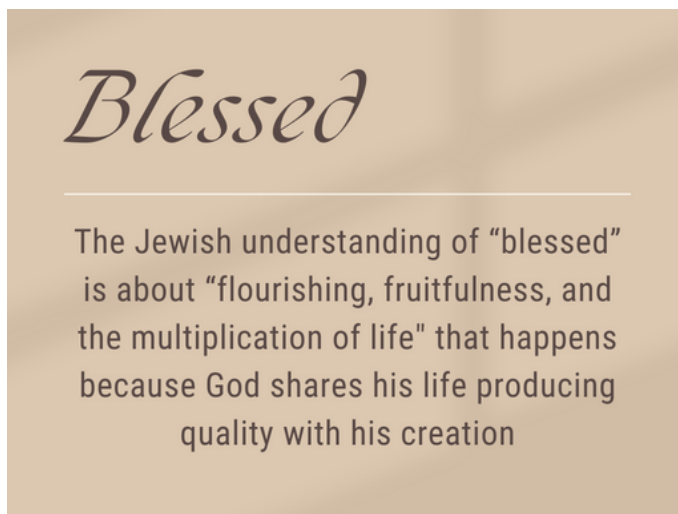 Blessed
The Jewish understanding of “blessed”
is about “flourishing, fruitfulness, and
the multiplication of life" that happens
because God shares his life producing
quality with his creation